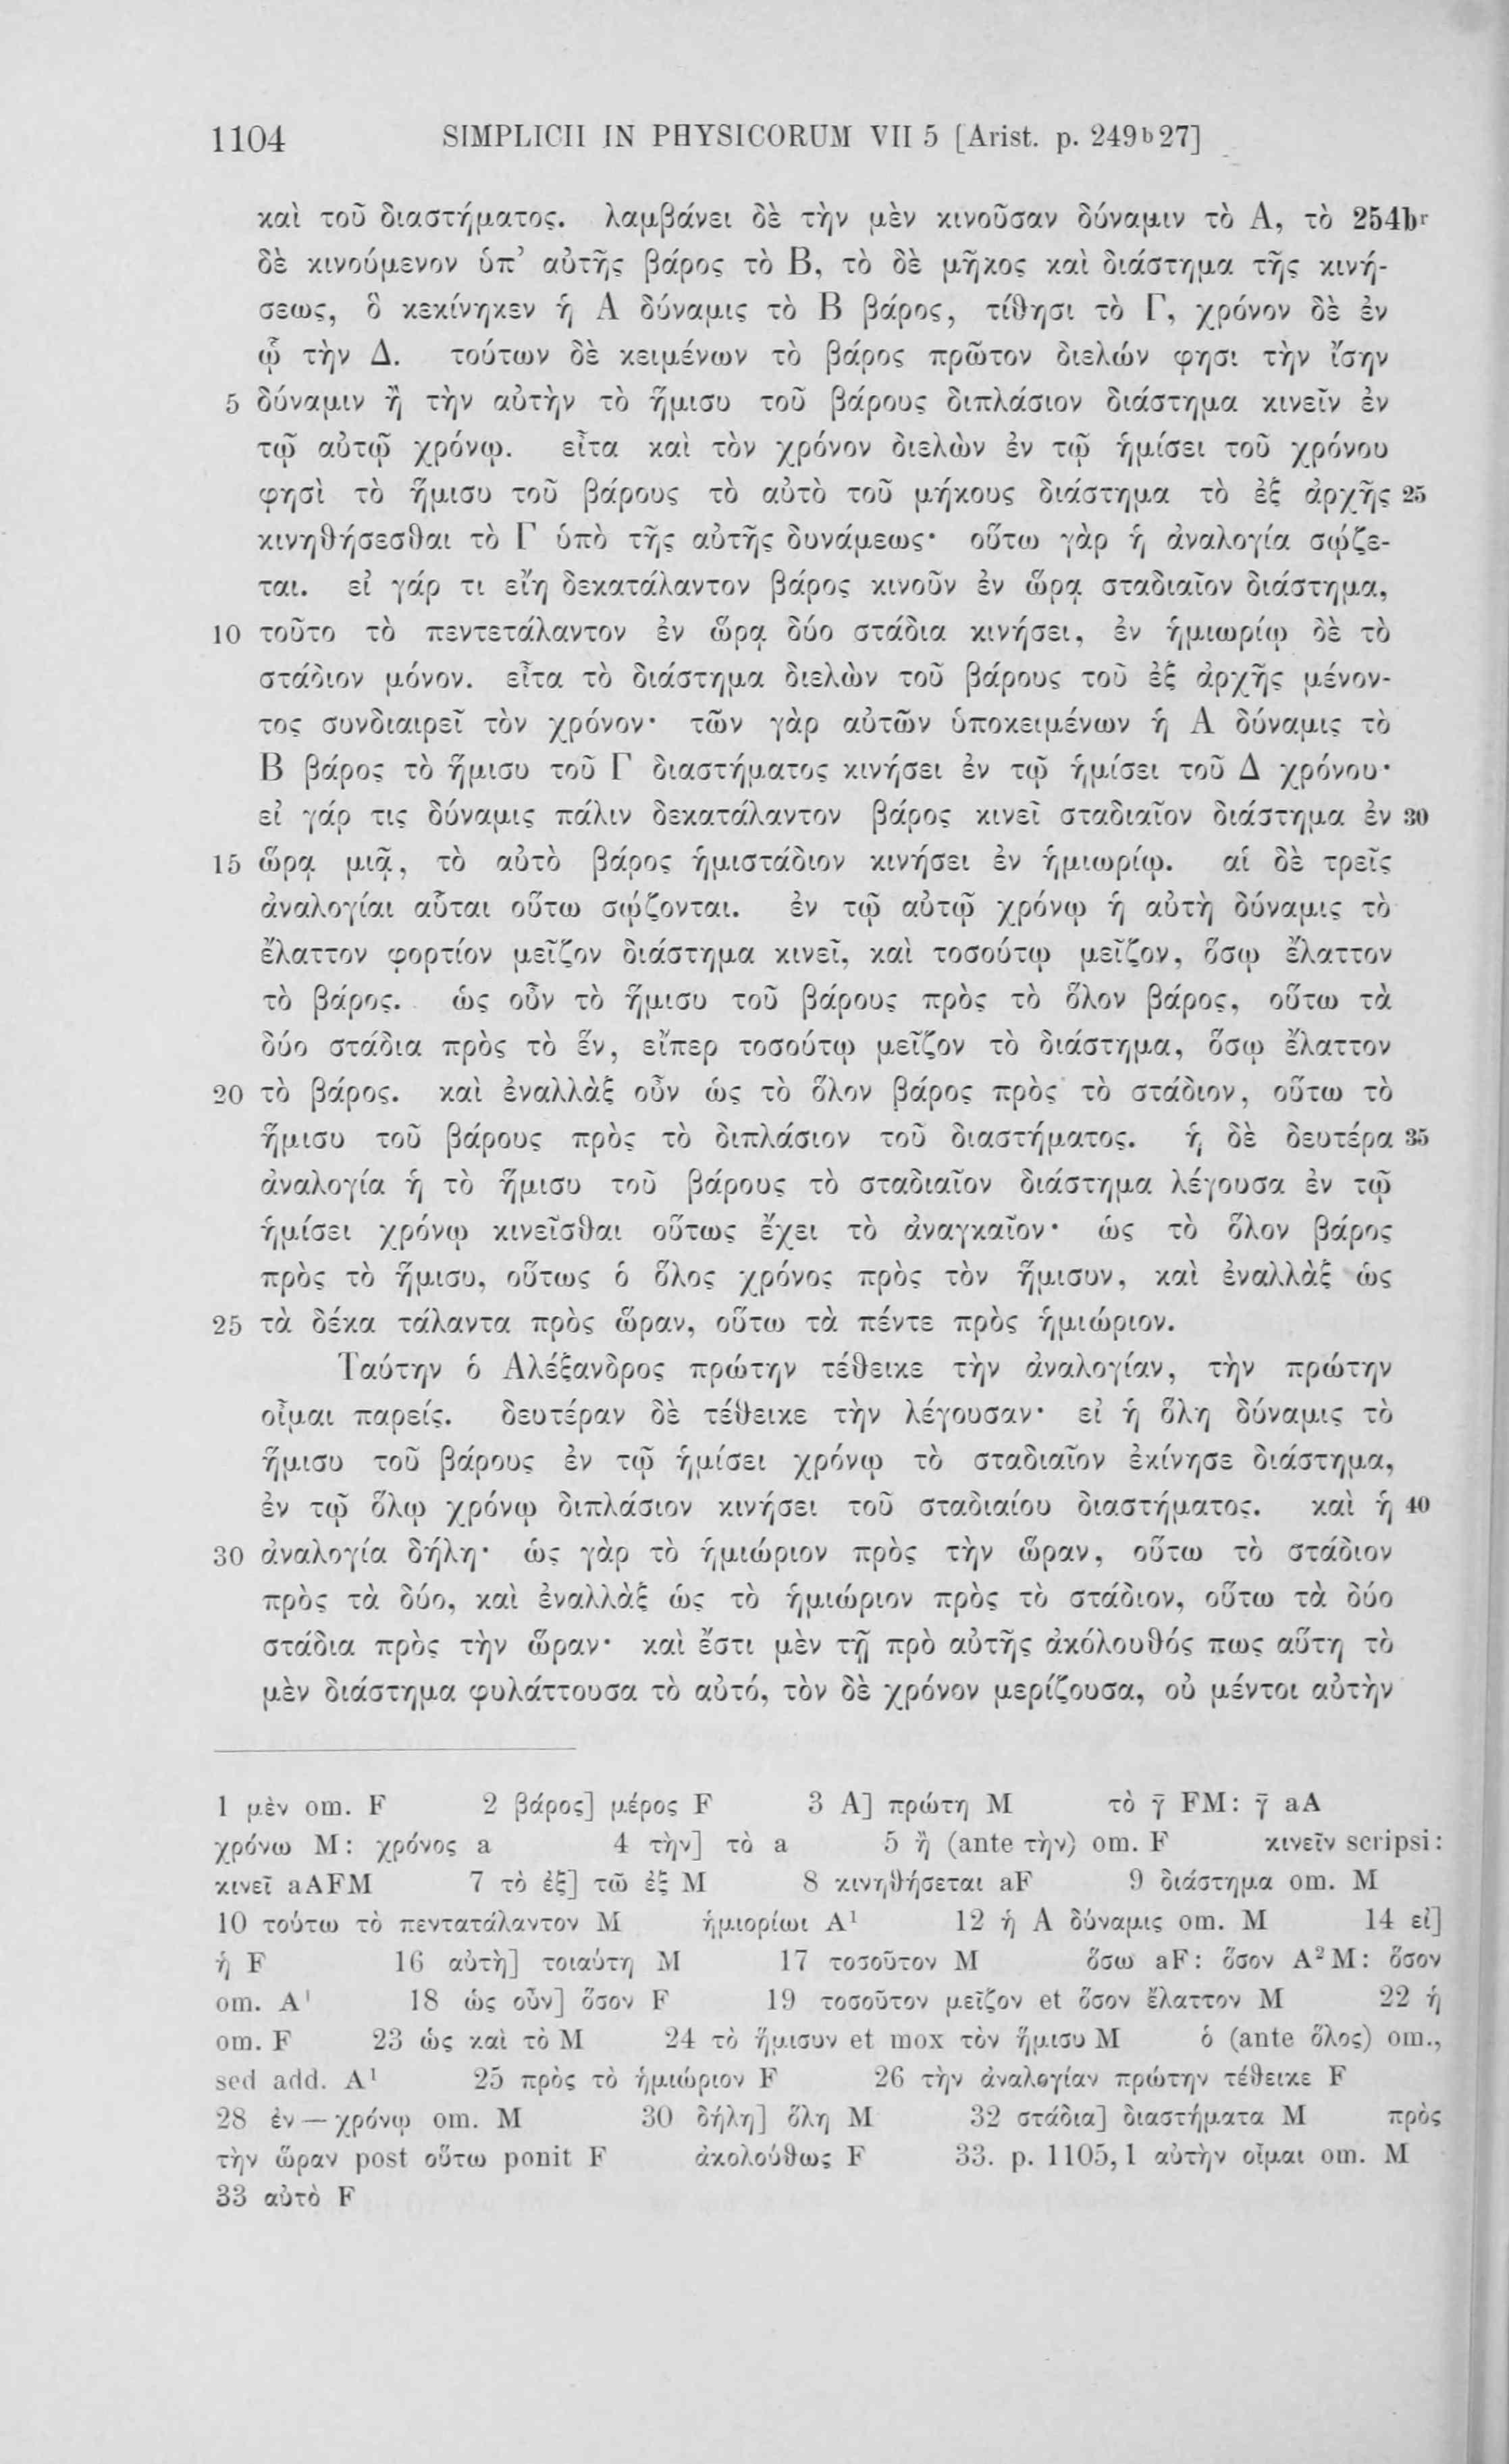 1104 SIMPLICII IN PHYSICORUM VII 5 [Arist. p. 249b27]
καὶ τοῦ διαστήματος. λαμβάνει δὲ τὴν μὲν κινοῦσαν δύναμιν τὸ Α, τὸ 254br
δὲ κινούμενον ὑπ’ αὐτῆς βάρος τὸ Β, τὸ δὲ μῆκος καὶ διάστημα τῆς κινή-
σεως, ὃ κεκίνηκεν ἡ Α δύναμις τὸ Β βάρος, τίθησι τὸ Γ, χρόνον δὲ ἐν
ᾧ τὴν Δ. τούτων δὲ κειμένων τὸ βάρος πρῶτον διελών φησι τὴν ἴσην
5 δύναμιν ἢ τὴν αὐτὴν τὸ ἥμισυ τοῦ βάρους διπλάσιον διάστημα κινεῖν ἐν
τῷ αὐτῷ χρόνῳ. εἶτα καὶ τὸν χρόνον διελὼν ἐν τῷ ἡμίσει τοῦ χρόνου
φησὶ τὸ ἥμισυ τοῦ βάρους τὸ αὐτὸ τοῦ μήκους διάστημα τὸ ἐξ ἀρχῆς 25
κινηθήσεσθαι τὸ Γ ὑπὸ τῆς αὐτῆς δυνάμεως· οὕτω γὰρ ἡ ἀναλογία σῴζε-
ται. εἰ γάρ τι εἴη δεκατάλαντον βάρος κινοῦν ἐν ὥρᾳ σταδιαῖον διάστημα,
10 τοῦτο τὸ πεντετάλαντον ἐν ὥρᾳ δύο στάδια κινήσει, ἐν ἡμιωρίῳ δὲ τὸ
στάδιον μόνον. εἶτα τὸ διάστημα διελὼν τοῦ βάρους τοῦ ἐξ ἀρχῆς μένον-
τος συνδιαιρεῖ τὸν χρόνον· τῶν γὰρ αὐτῶν ὑποκειμένων ἡ Α δύναμις τὸ
Β βάρος τὸ ἥμισυ τοῦ Γ διαστήματος κινήσει ἐν τῷ ἡμίσει τοῦ Δ χρόνου·
εἰ γάρ τις δύναμις πάλιν δεκατάλαντον βάρος κινεῖ σταδιαῖον διάστημα ἐν 30
15 ὥρᾳ μιᾷ, τὸ αὐτὸ βάρος ἡμιστάδιον κινήσει ἐν ἡμιωρίῳ. αἱ δὲ τρεῖς
ἀναλογίαι αὗται οὕτω σῴζονται. ἐν τῷ αὐτῷ χρόνῳ ἡ αὐτὴ δύναμις τὸ
ἔλαττον φορτίον μεῖζον διάστημα κινεῖ, καὶ τοσούτῳ μεῖζον, ὅσῳ ἔλαττον
τὸ βάρος. ὡς οὖν τὸ ἥμισυ τοῦ βάρους πρὸς τὸ ὅλον βάρος, οὕτω τὰ
δύο στάδια πρὸς τὸ ἕν, εἴπερ τοσούτῳ μεῖζον τὸ διάστημα, ὅσῳ ἔλαττον
20 τὸ βάρος. καὶ ἐναλλὰξ οὖν ὡς τὸ ὅλον βάρος πρὸς τὸ στάδιον, οὕτω τὸ
ἥμισυ τοῦ βάρους πρὸς τὸ διπλάσιον τοῦ διαστήματος. ἡ δὲ δευτέρα 35
ἀναλογία ἡ τὸ ἥμισυ τοῦ βάρους τὸ σταδιαῖον διάστημα λέγουσα ἐν τῷ
ἡμίσει χρόνῳ κινεῖσθαι οὕτως ἔχει τὸ ἀναγκαῖον· ὡς τὸ ὅλον βάρος
πρὸς τὸ ἥμισυ, οὕτως ὁ ὅλος χρόνος πρὸς τὸν ἥμισυν, καὶ ἐναλλὰξ ὡς
25 τὰ δέκα τάλαντα πρὸς ὥραν, οὕτω τὰ πέντε πρὸς ἡμιώριον.
Ταύτην ὁ Ἀλέξανδρος πρώτην τέθεικε τὴν ἀναλογίαν, τὴν πρώτην
οἶμαι παρείς. δευτέραν δὲ τέθεικε τὴν λέγουσαν· εἰ ἡ ὅλη δύναμις τὸ
ἥμισυ τοῦ βάρους ἐν τῷ ἡμίσει χρόνῳ τὸ σταδιαῖον ἐκίνησε διάστημα,
ἐν τῷ ὅλῳ χρόνῳ διπλάσιον κινήσει τοῦ σταδιαίου διαστήματος. καὶ ἡ 40
30 ἀναλογία δήλη· ὡς γὰρ τὸ ἡμιώριον πρὸς τὴν ὥραν, οὕτω τὸ στάδιον
πρὸς τὰ δύο, καὶ ἐναλλὰξ ὡς τὸ ἡμιώριον πρὸς τὸ στάδιον, οὕτω τὰ δύο
στάδια πρὸς τὴν ὥραν· καὶ ἔστι μὲν τῇ πρὸ αὐτῆς ἀκόλουθός πως αὕτη τὸ
μὲν διάστημα φυλάττουσα τὸ αὐτό, τὸν δὲ χρόνον μερίζουσα, οὐ μέντοι αὐτὴν
1 μὲν om. F 2 βάρος] μέρος F 3 Α] πρώτη M τὸ γ̄ FM: γ̄ aA
χρόνω M: χρόνος a 4 τὴν] τὸ a 5 ἢ (ante τὴν) om. F κινεῖν scripsi:
κινεῖ aAFM 7 τὸ ἐξ] τῶ ἐξ M 8 κινηθήσεται aF 9 διάστημα om. M
10 τούτω τὸ πεντατάλαντον M ἡμιορίωι A¹ 12 ἡ Α δύναμις om. M 14 εἰ]
ἡ F 16 αὐτὴ] τοιαύτη M 17 τοσοῦτον M ὅσω aF: ὅσον A²M: ὅσον
om. A¹ 18 ὡς οὖν] ὅσον F 19 τοσοῦτον μεῖζον et ὅσον ἔλαττον M 22 ἡ
om. F 23 ὡς καὶ τὸ M 24 τὸ ἥμισυν et mox τὸν ἥμισυ M ὁ (ante ὅλος) om.,
sed add. A¹ 25 πρὸς τὸ ἡμιώριον F 26 τὴν ἀναλογίαν πρώτην τέθεικε F
28 ἐν — χρόνῳ om. M 30 δήλη] ὅλη M 32 στάδια] διαστήματα M πρὸς
τὴν ὥραν post οὕτω ponit F ἀκολούθως F 33. p. 1105,1 αὐτὴν οἶμαι om. M
33 αὐτὸ F